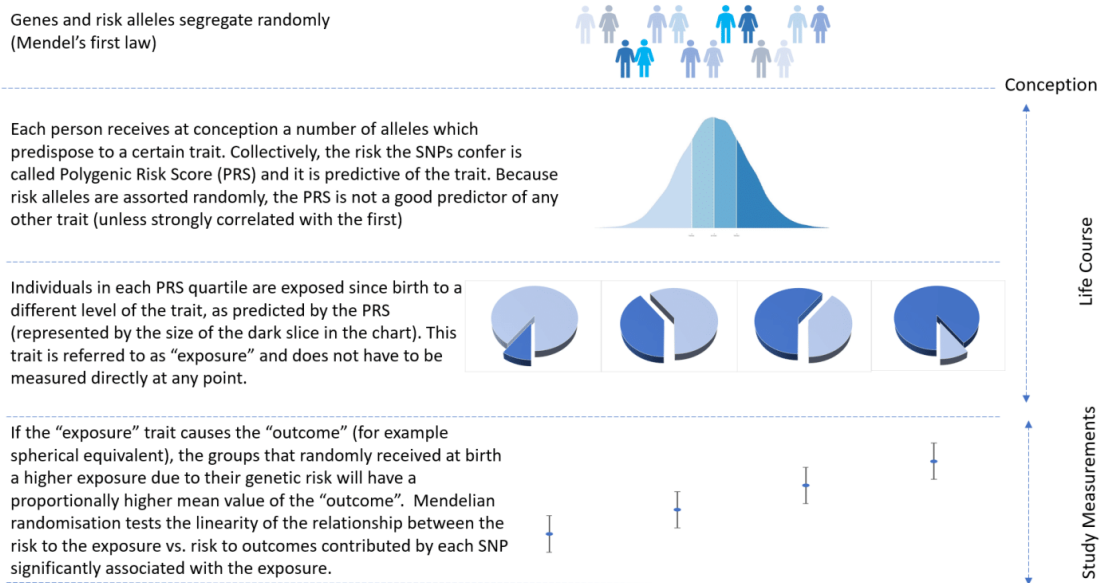 Genes and risk alleles segregate randomly
(Mendel's first law)
Conception
Each person receives at conception a number of alleles which
predispose to a certain trait. Collectively, the risk the SNPs confer is
called Polygenic Risk Score (PRS) and it is predictive of the trait. Because
risk alleles are assorted randomly, the PRS is not a good predictor of any
other trait (unless strongly correlated with the first)
Life Course
Individuals in each PRS quartile are exposed since birth to a
different level of the trait, as predicted by the PRS
(represented by the size of the dark slice in the chart). This
trait is referred to as “exposure” and does not have to be
measured directly at any point.
If the “exposure” trait causes the “outcome” (for example
spherical equivalent), the groups that randomly received at birth
a higher exposure due to their genetic risk will have a
proportionally higher mean value of the “outcome”. Mendelian
randomisation tests the linearity of the relationship between the
risk to the exposure vs. risk to outcomes contributed by each SNP
significantly associated with the exposure.
Study Measurements